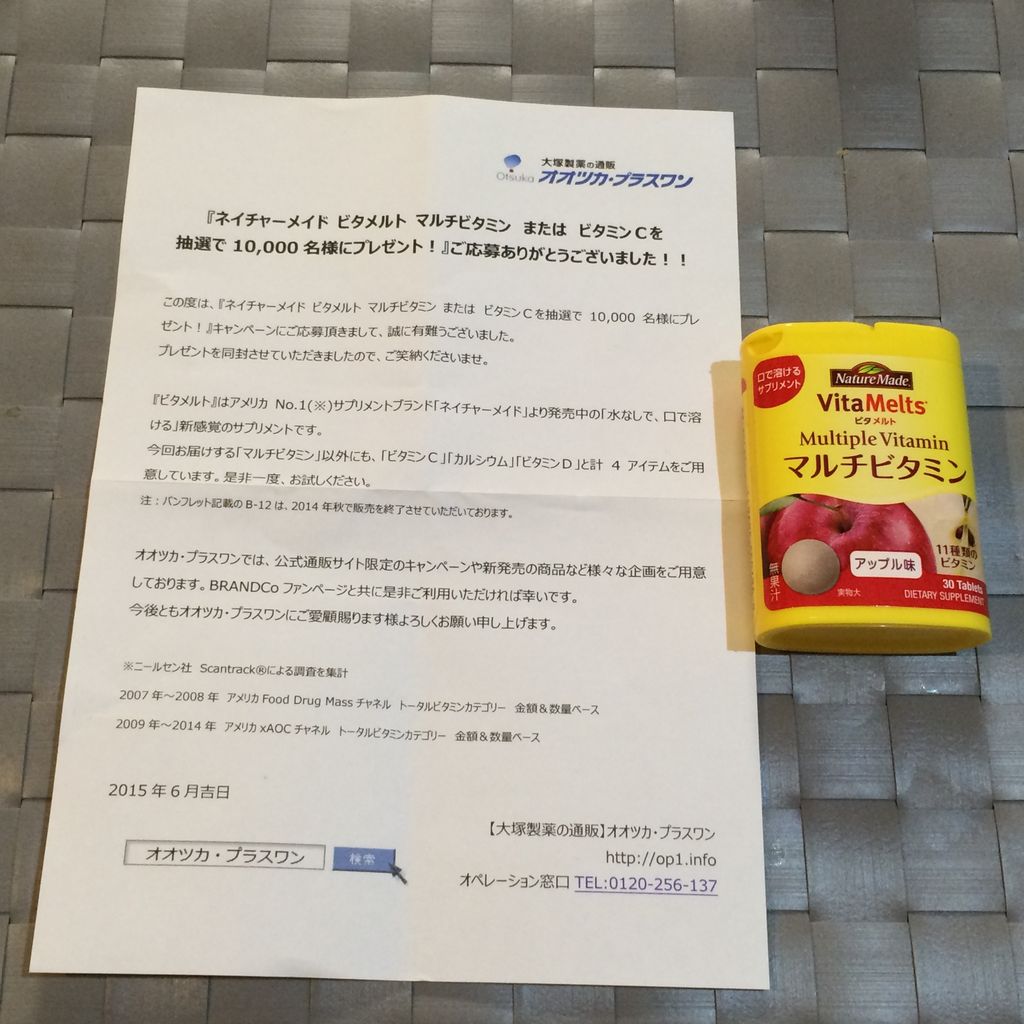 大塚製薬の通販
Otsuka オオツカ・プラスワン
『ネイチャーメイド ビタメルト マルチビタミン または ビタミンCを
抽選で 10,000 名様にプレゼント！』ご応募ありがとうございました！！
この度は、『ネイチャーメイド ビタメルト マルチビタミン または ビタミンCを抽選で 10,000 名様にプレ
ゼント！』キャンペーンにご応募頂きまして、誠に有難うございました。
プレゼントを同封させていただきましたので、ご笑納くださいませ。
『ビタメルト』はアメリカ No.1(※)サプリメントブランド「ネイチャーメイド」より発売中の「水なしで、口で溶
ける」新感覚のサプリメントです。
今回お届けする「マルチビタミン」以外にも、「ビタミンC」「カルシウム」「ビタミンD」と計 4 アイテムをご用
意しています。是非一度、お試しください。
注：パンフレット記載の B-12 は、2014 年秋で販売を終了させていただいております。
オオツカ・プラスワンでは、公式通販サイト限定のキャンペーンや新発売の商品など様々な企画をご用意
しております。BRANDCo ファンページと共に是非ご利用いただければ幸いです。
今後ともオオツカ・プラスワンにご愛顧賜ります様よろしくお願い申し上げます。
※ニールセン社 Scantrack®による調査を集計
2007 年～2008 年 アメリカ Food Drug Mass チャネル トータルビタミンカテゴリー 金額＆数量ベース
2009 年～2014 年 アメリカ xAOC チャネル トータルビタミンカテゴリー 金額＆数量ベース
2015 年 6 月吉日
【大塚製薬の通販】オオツカ・プラスワン
http://op1.info
オペレーション窓口 TEL:0120-256-137
オオツカ・プラスワン 検索
口で溶ける
サプリメント
Nature Made
VitaMelts
ビタメルト
Multiple Vitamin
マルチビタミン
11種類の
ビタミン
アップル味
無果汁
実物大
30 Tablets
DIETARY SUPPLEMENT